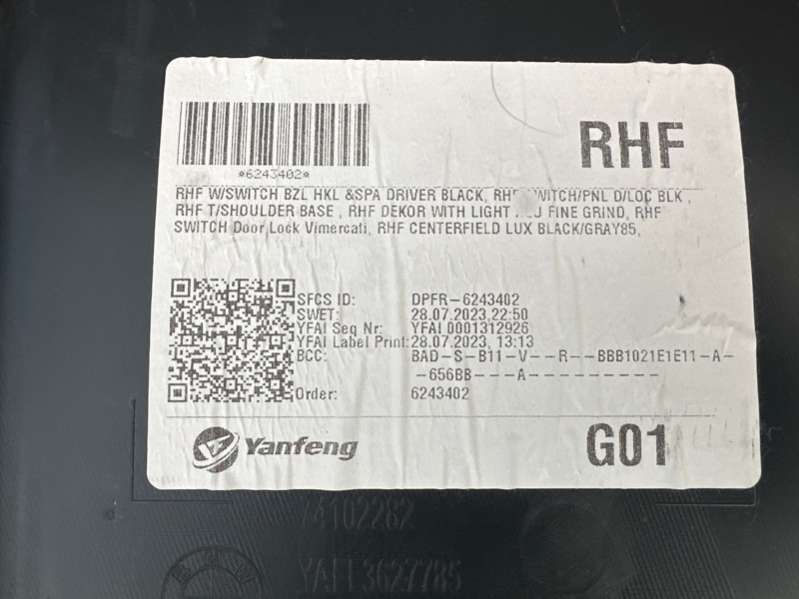 RHF
*6243402*
RHF W/SWITCH BZL HKL &SPA DRIVER BLACK, RHF SWITCH/PNL D/LOC BLK,
RHF T/SHOULDER BASE , RHF DEKOR WITH LIGHT FINE GRIND, RHF
SWITCH Door Lock Vimercati, RHF CENTERFIELD LUX BLACK/GRAY85,
SFCS ID: DPFR-6243402
SWET: 28.07.2023,22:50
YFAI Seq Nr: YFAI 0001312926
YFAI Label Print: 28.07.2023, 13:13
BCC: BAD-S-B11-V--R--BBB1021E1E11-A-
-656BB---A---------
Order: 6243402
Yanfeng
G01
74102262